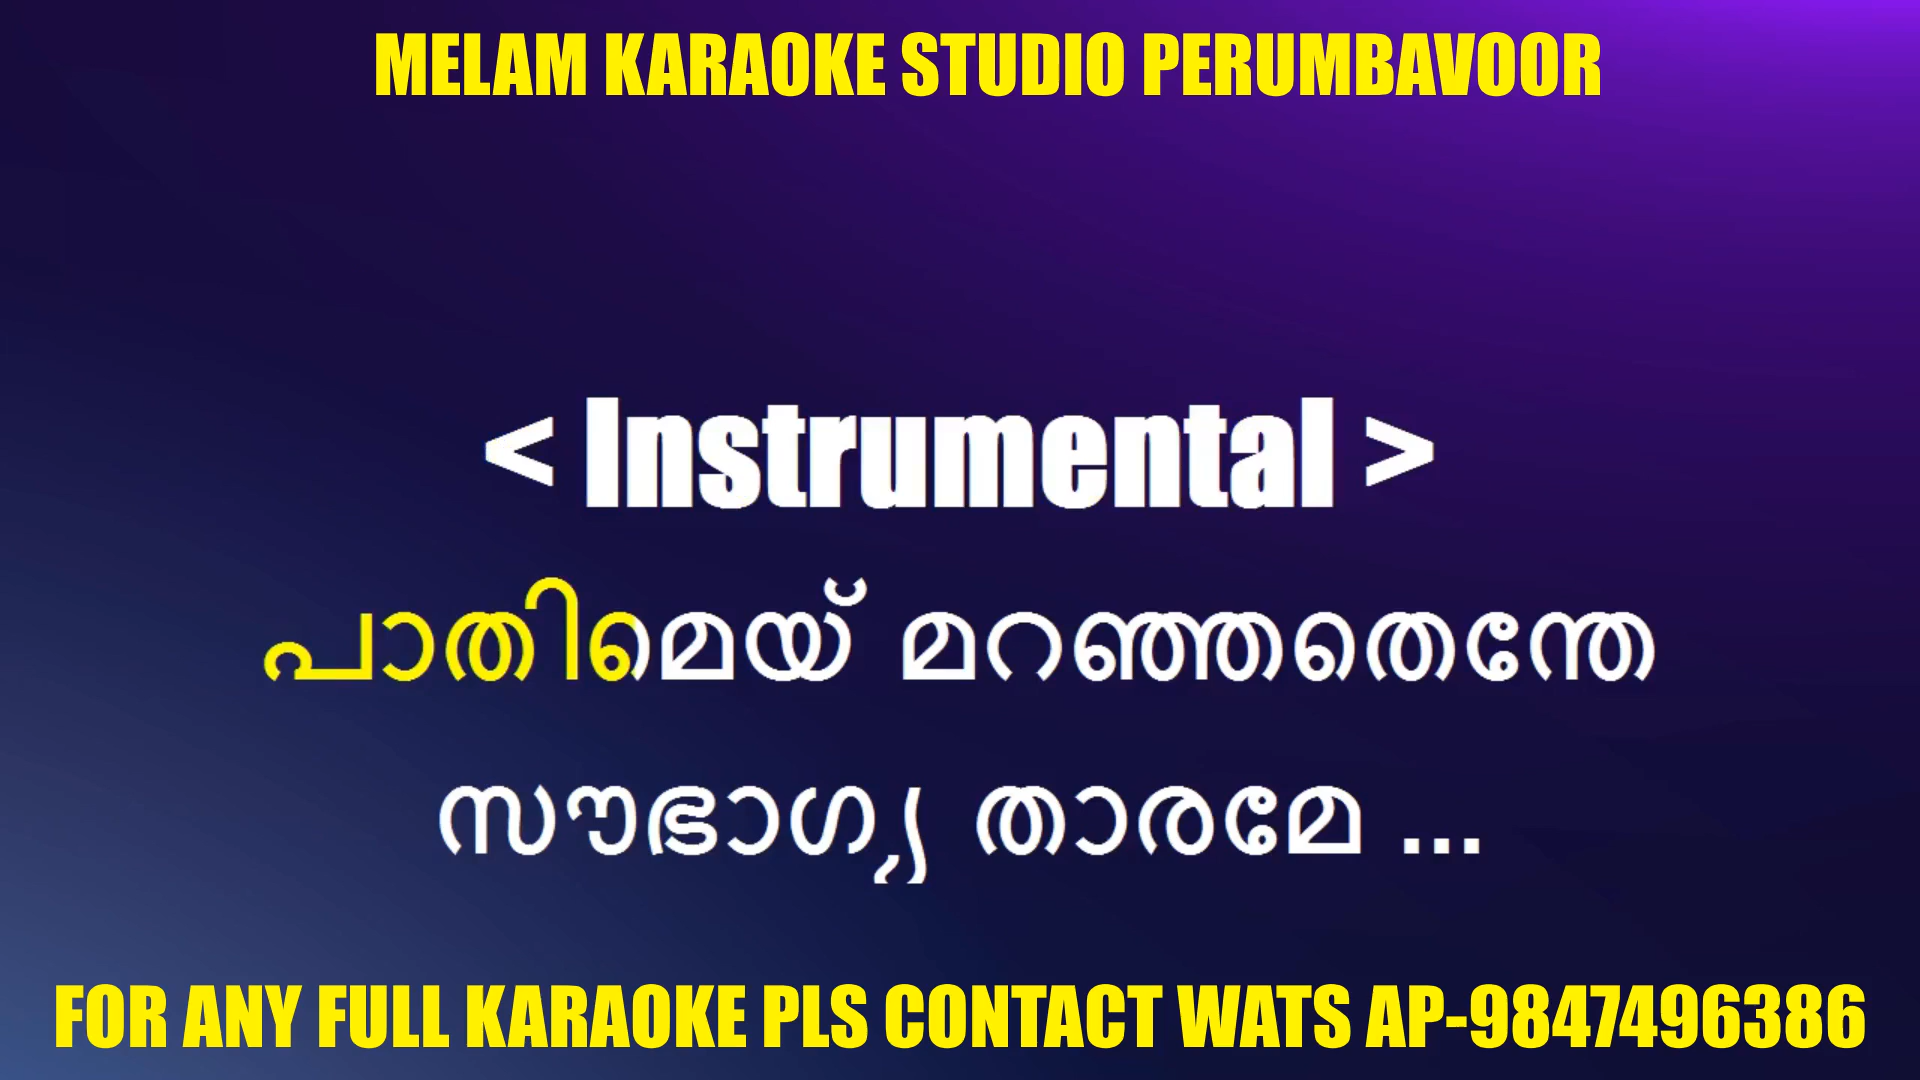 MELAM KARAOKE STUDIO PERUMBAVOOR
< Instrumental >
പാതിമെയ് മറഞ്ഞതെന്തേ
സൗഭാഗ്യ താരമേ ...
FOR ANY FULL KARAOKE PLS CONTACT WATS AP-9847496386